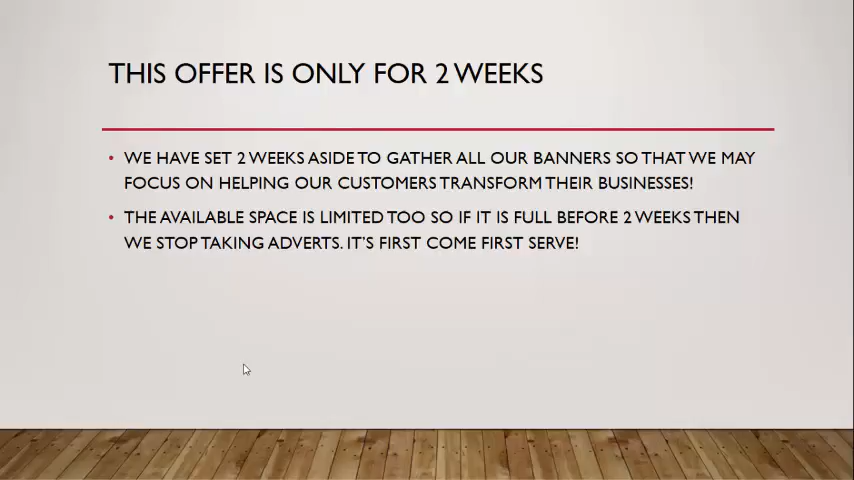 THIS OFFER IS ONLY FOR 2 WEEKS
• WE HAVE SET 2 WEEKS ASIDE TO GATHER ALL OUR BANNERS SO THAT WE MAY
FOCUS ON HELPING OUR CUSTOMERS TRANSFORM THEIR BUSINESSES!
• THE AVAILABLE SPACE IS LIMITED TOO SO IF IT IS FULL BEFORE 2 WEEKS THEN
WE STOP TAKING ADVERTS. IT'S FIRST COME FIRST SERVE!